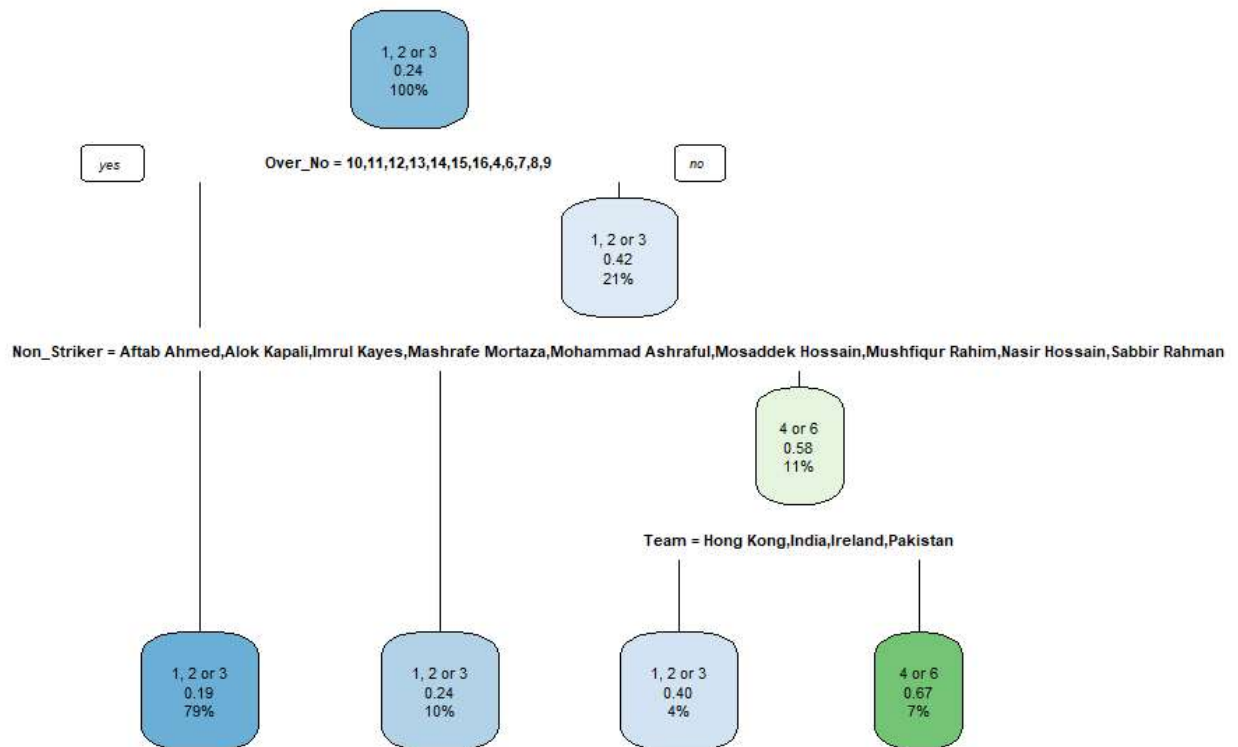 1, 2 or 3
0.24
100%
yes
Over_No = 10,11,12,13,14,15,16,4,6,7,8,9
no
1, 2 or 3
0.42
21%
Non_Striker = Aftab Ahmed,Alok Kapali,Imrul Kayes,Mashrafe Mortaza,Mohammad Ashraful,Mosaddek Hossain,Mushfiqur Rahim,Nasir Hossain,Sabbir Rahman
4 or 6
0.58
11%
Team = Hong Kong,India,Ireland,Pakistan
1, 2 or 3
0.19
79%
1, 2 or 3
0.24
10%
1, 2 or 3
0.40
4%
4 or 6
0.67
7%